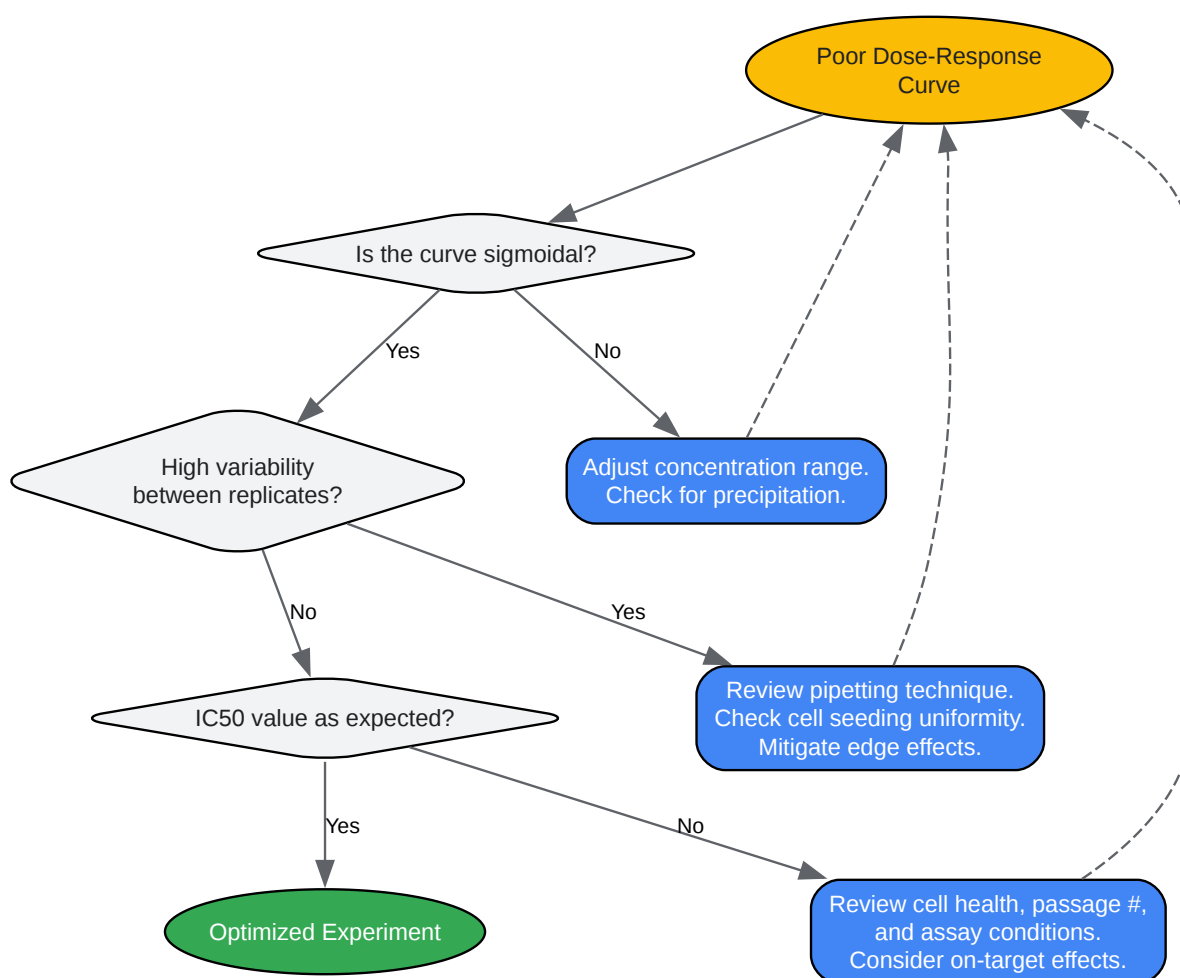 Poor Dose-Response
Curve
Is the curve sigmoidal?
Yes
No
High variability
between replicates?
Adjust concentration range.
Check for precipitation.
No
Yes
Review pipetting technique.
Check cell seeding uniformity.
Mitigate edge effects.
IC50 value as expected?
Yes
No
Optimized Experiment
Review cell health, passage #,
and assay conditions.
Consider on-target effects.